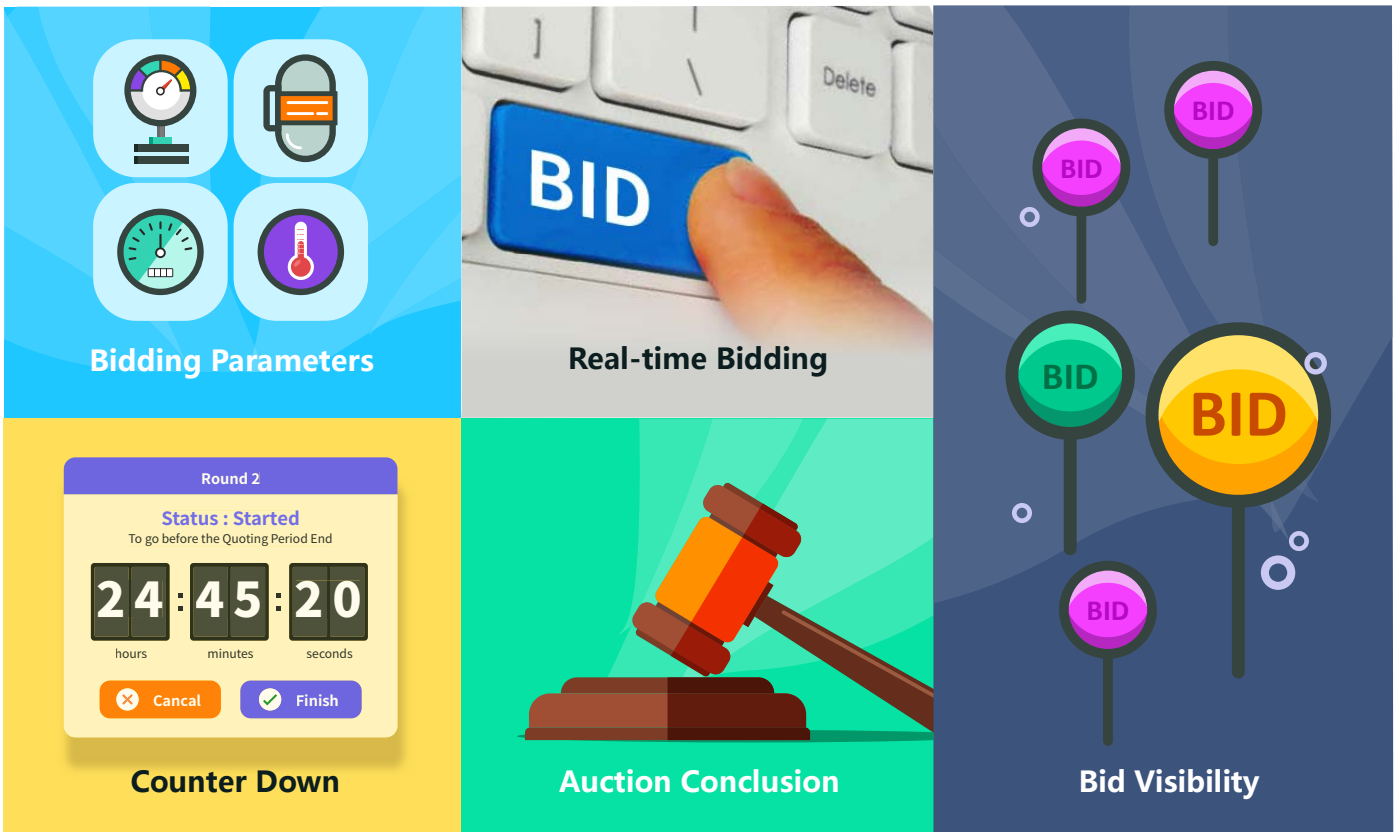 Bidding Parameters
]
\
Delete
BID
Real-time Bidding
BID
BID
BID
BID
BID
Bid Visibility
Round 2
Status : Started
To go before the Quoting Period End
24 : 45 : 20
hours minutes seconds
Cancal Finish
Counter Down
Auction Conclusion